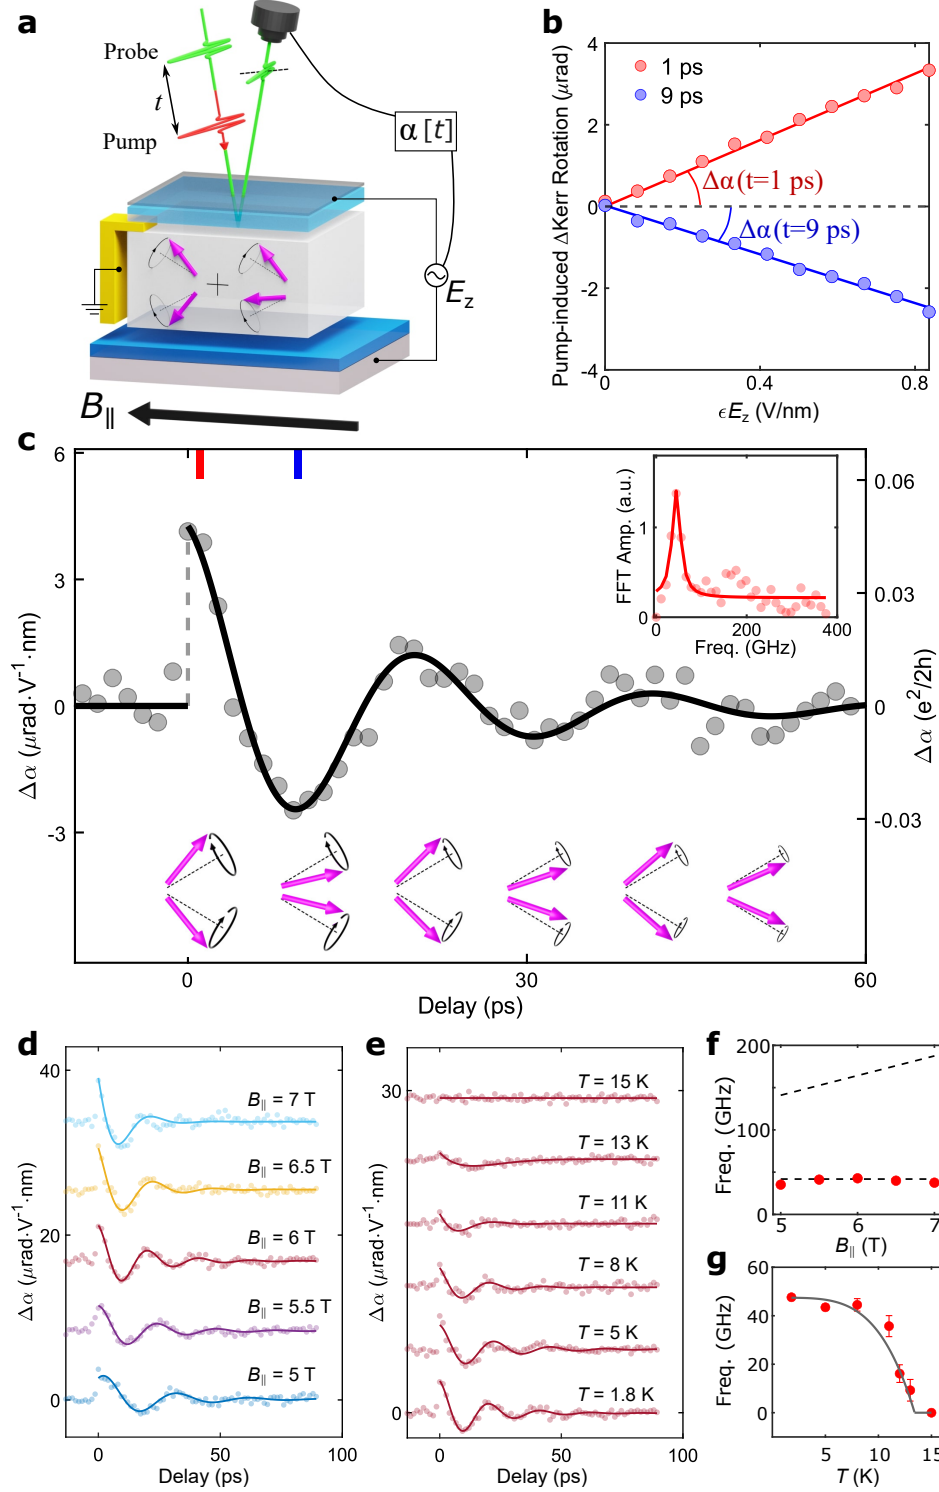 a
Probe
t
Pump
α [t]
E_z
B_∥
b
Pump-induced ΔKerr Rotation (μrad)
4
2
0
-2
-4
1 ps
9 ps
Δα (t=1 ps)
Δα (t=9 ps)
0
0.4
0.8
ϵE_z (V/nm)
c
Δα (μrad·V⁻¹·nm)
6
3
0
-3
FFT Amp. (a.u.)
1
0
0
200
400
Freq. (GHz)
0.06
0.03
0
-0.03
Δα (e²/2h)
0
30
60
Delay (ps)
d
Δα (μrad·V⁻¹·nm)
40
20
0
B_∥ = 7 T
B_∥ = 6.5 T
B_∥ = 6 T
B_∥ = 5.5 T
B_∥ = 5 T
0
50
100
Delay (ps)
e
Δα (μrad·V⁻¹·nm)
30
0
T = 15 K
T = 13 K
T = 11 K
T = 8 K
T = 5 K
T = 1.8 K
0
50
100
Delay (ps)
f
Freq. (GHz)
200
100
0
5
6
7
B_∥ (T)
g
Freq. (GHz)
60
40
20
0
5
10
15
T (K)